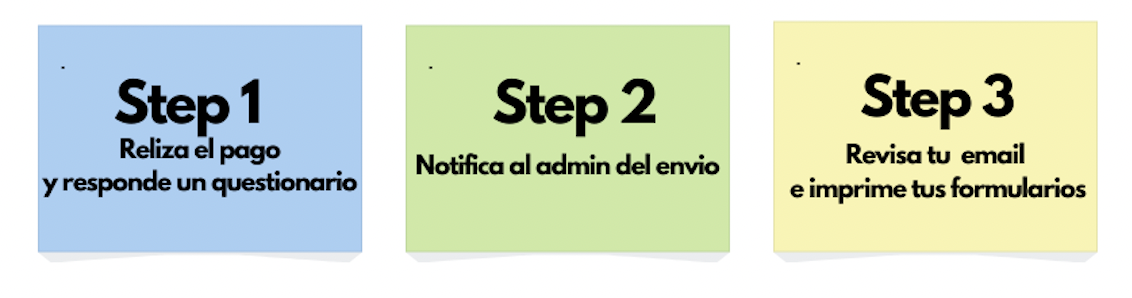 Step 1
Reliza el pago
y responde un questionario
Step 2
Notifica al admin del envio
Step 3
Revisa tu email
e imprime tus formularios